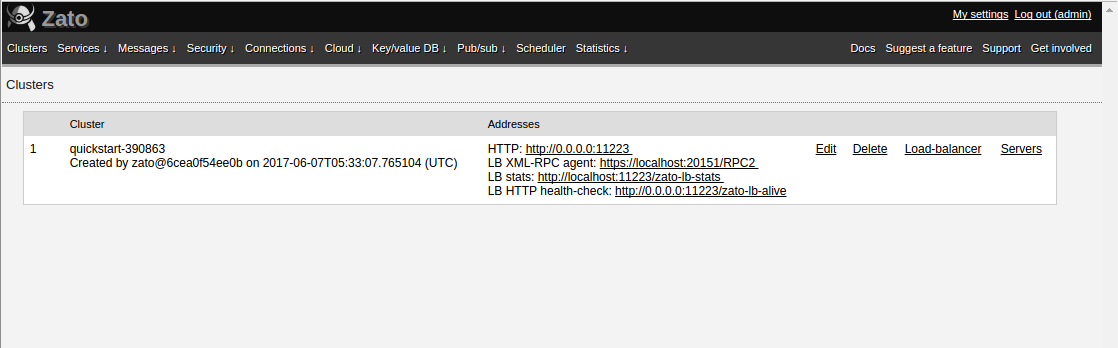 Zato
My settings Log out (admin)
Clusters Services ↓ Messages ↓ Security ↓ Connections ↓ Cloud ↓ Key/value DB ↓ Pub/sub ↓ Scheduler Statistics ↓ Docs Suggest a feature Support Get involved
Clusters
Cluster Addresses
1 quickstart-390863 HTTP: http://0.0.0.0:11223 Edit Delete Load-balancer Servers
Created by zato@6cea0f54ee0b on 2017-06-07T05:33:07.765104 (UTC) LB XML-RPC agent: https://localhost:20151/RPC2
LB stats: http://localhost:11223/zato-lb-stats
LB HTTP health-check: http://0.0.0.0:11223/zato-lb-alive